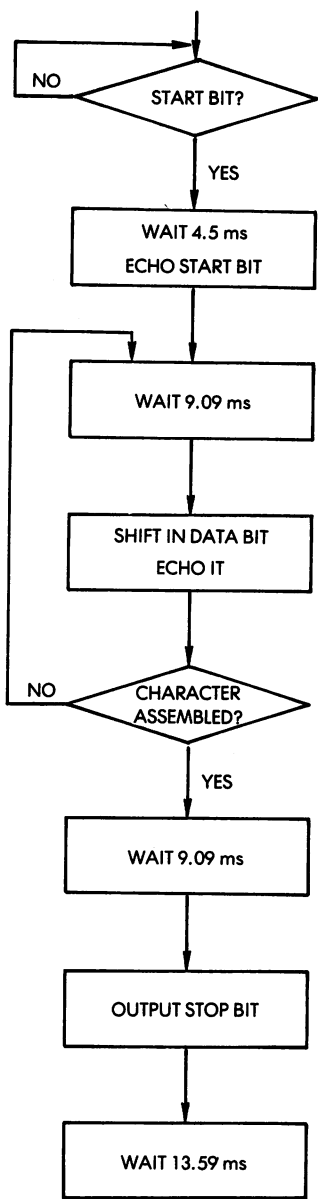 NO
START BIT?
YES
WAIT 4.5 ms
ECHO START BIT
WAIT 9.09 ms
SHIFT IN DATA BIT
ECHO IT
NO
CHARACTER
ASSEMBLED?
YES
WAIT 9.09 ms
OUTPUT STOP BIT
WAIT 13.59 ms